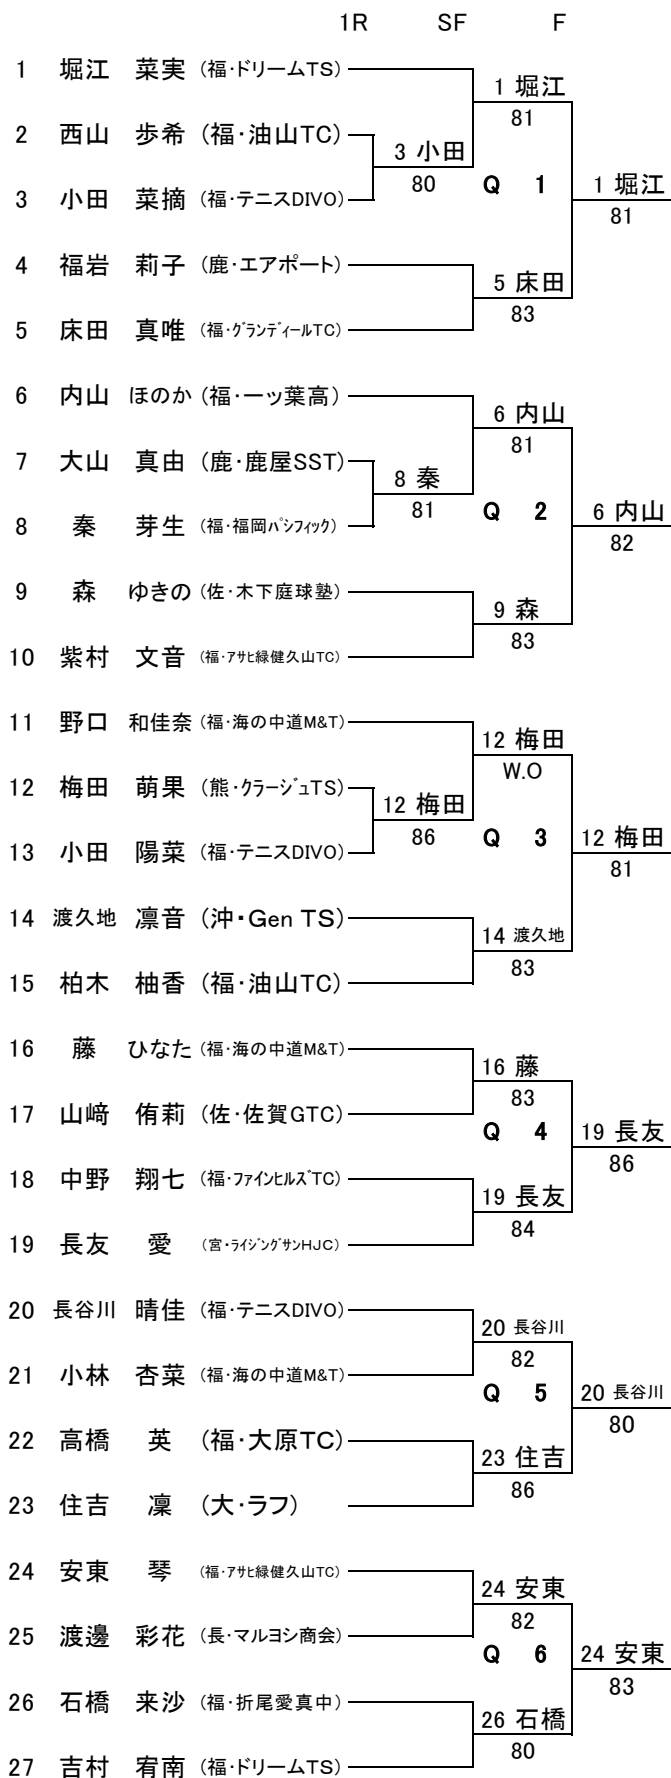 1R SF F
1 堀江 菜実 (福・ドリームTS)
1 堀江
81
2 西山 歩希 (福・油山TC)
3 小田
80
Q 1
1 堀江
81
3 小田 菜摘 (福・テニスDIVO)
4 福岩 莉子 (鹿・エアポート)
5 床田
83
5 床田 真唯 (福・グランディールTC)
6 内山 ほのか (福・一ッ葉高)
6 内山
81
7 大山 真由 (鹿・鹿屋SST)
8 秦
81
Q 2
6 内山
82
8 秦 芽生 (福・福岡パシフィック)
9 森 ゆきの (佐・木下庭球塾)
9 森
83
10 紫村 文音 (福・アサヒ緑健久山TC)
11 野口 和佳奈 (福・海の中道M&T)
12 梅田
W.O
12 梅田 萌果 (熊・クラージュTS)
12 梅田
86
Q 3
12 梅田
81
13 小田 陽菜 (福・テニスDIVO)
14 渡久地 凛音 (沖・Gen TS)
14 渡久地
83
15 柏木 柚香 (福・油山TC)
16 藤 ひなた (福・海の中道M&T)
16 藤
83
17 山﨑 侑莉 (佐・佐賀GTC)
Q 4
19 長友
86
18 中野 翔七 (福・ファインヒルズTC)
19 長友
84
19 長友 愛 (宮・ライジングサンHJC)
20 長谷川 晴佳 (福・テニスDIVO)
20 長谷川
82
21 小林 杏菜 (福・海の中道M&T)
Q 5
20 長谷川
80
22 高橋 英 (福・大原TC)
23 住吉
86
23 住吉 凜 (大・ラフ)
24 安東 琴 (福・アサヒ緑健久山TC)
24 安東
82
25 渡邊 彩花 (長・マルヨシ商会)
Q 6
24 安東
83
26 石橋 来沙 (福・折尾愛真中)
26 石橋
80
27 吉村 宥南 (福・ドリームTS)